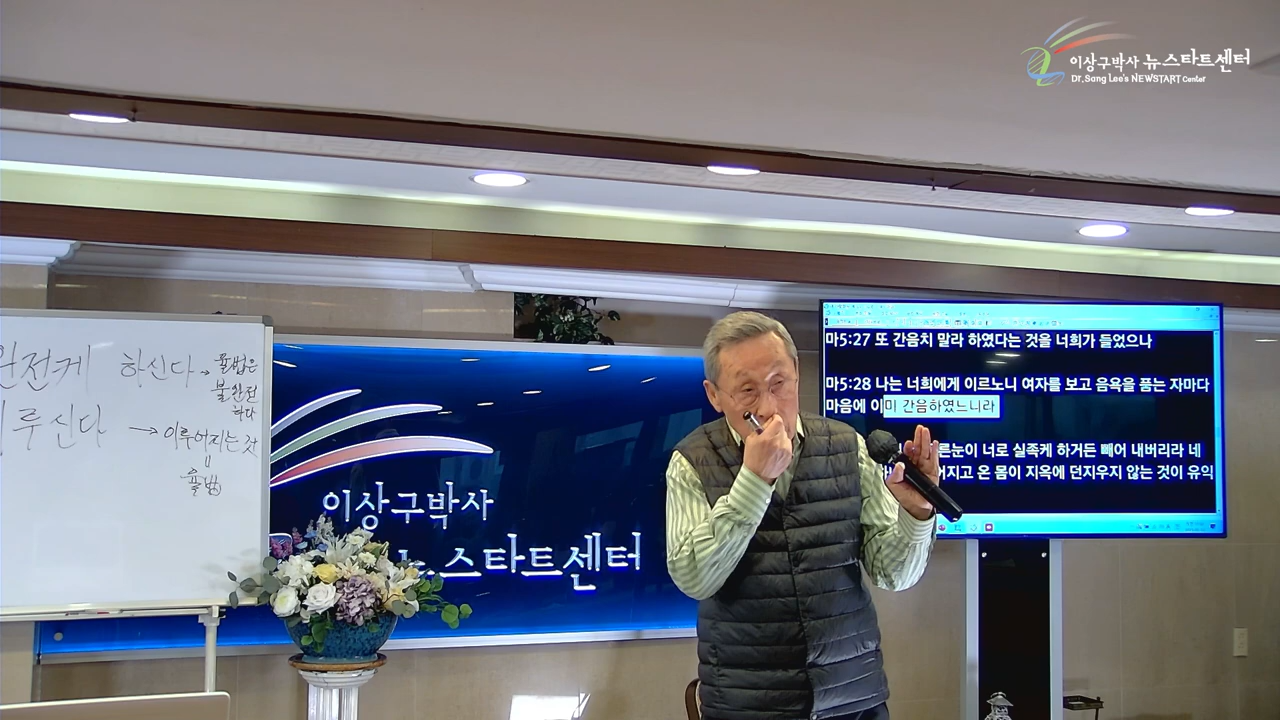 이상구박사 뉴스타트센터
Dr. Sang Lee's NEWSTART Center
완전케 하신다 → 율법은
불완전
하다
이루신다 → 이루어지는 것
율법
이상구박사
뉴스타트센터
마5:27 또 간음치 말라 하였다는 것을 너희가 들었으나
마5:28 나는 너희에게 이르노니 여자를 보고 음욕을 품는 자마다
마음에 이미 간음하였느니라
른눈이 너로 실족케 하거든 빼어 내버리라 네
어지고 온 몸이 지옥에 던지우지 않는 것이 유익